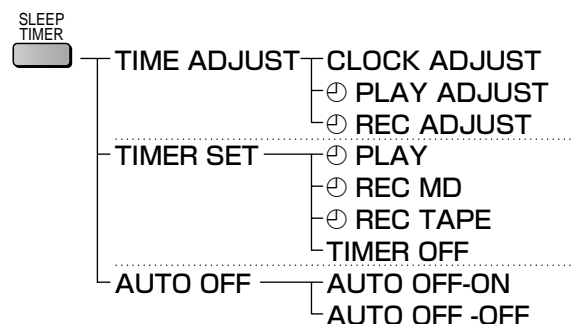 SLEEP
TIMER
TIME ADJUST CLOCK ADJUST
PLAY ADJUST
REC ADJUST
TIMER SET PLAY
REC MD
REC TAPE
TIMER OFF
AUTO OFF AUTO OFF-ON
AUTO OFF -OFF